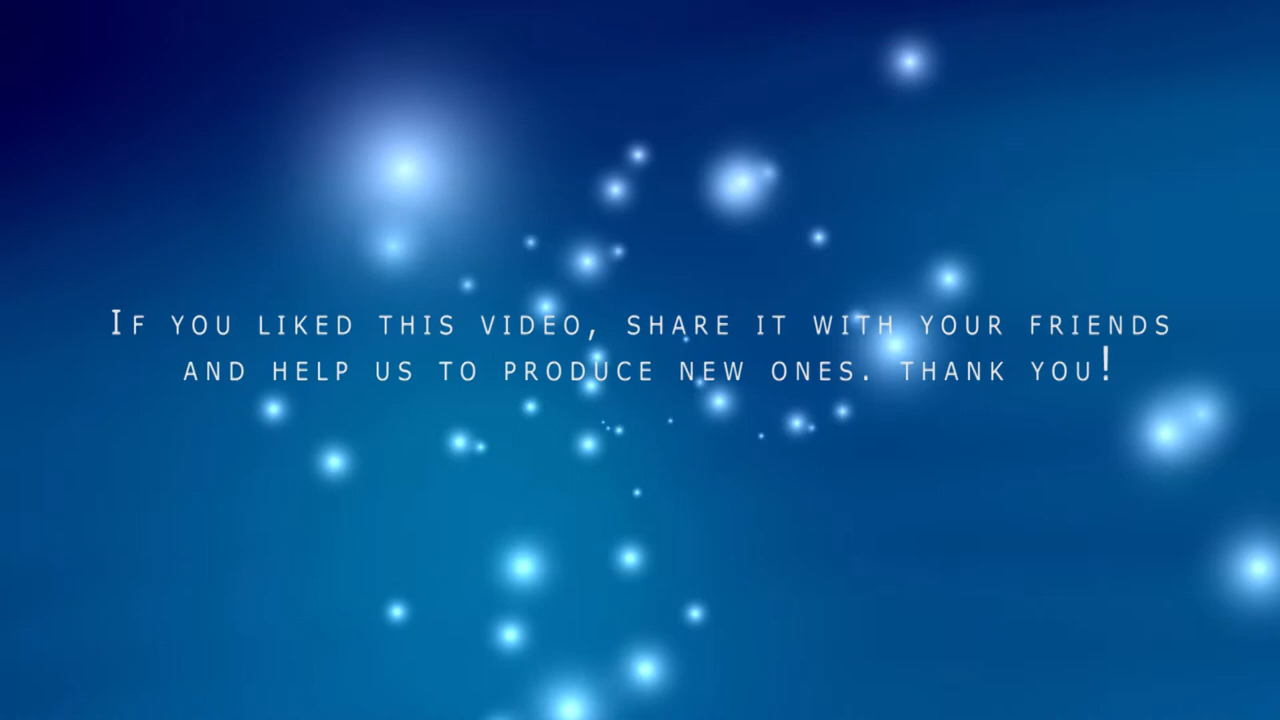 If you liked this video, share it with your friends
and help us to produce new ones. Thank you!